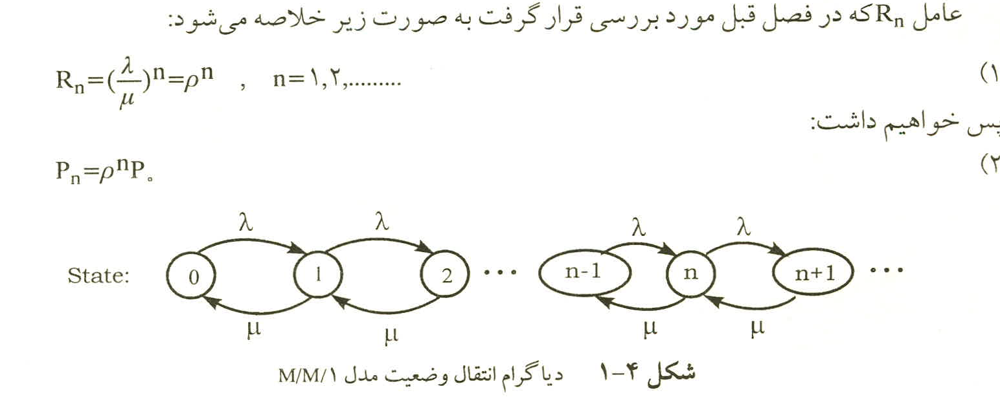 عامل Rn که در فصل قبل مورد بررسی قرار گرفت به صورت زیر خلاصه می‌شود:
(۱ Rn=(λ/μ)^n=ρ^n , n=۱,۲,.........
پس خواهیم داشت:
(۲ Pn=ρ^nP۰
λ λ λ λ
State: 0 1 2 ... n-1 n n+1 ...
μ μ μ μ
شکل ۴-۱ دیاگرام انتقال وضعیت مدل M/M/۱